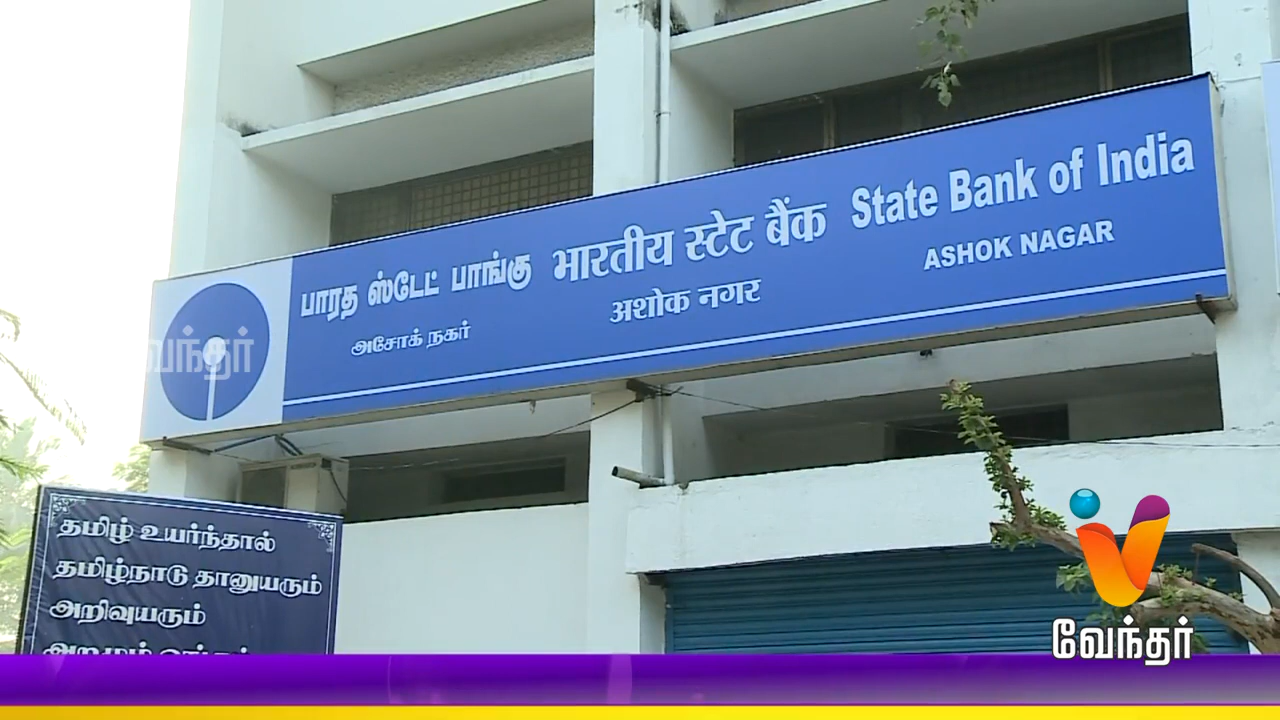 பாரத ஸ்டேட் பாங்கு भारतीय स्टेट बैंक State Bank of India
அசோக் நகர் अशोक नगर ASHOK NAGAR
வேந்தர்
தமிழ் உயர்ந்தால்
தமிழ்நாடு தானுயரும்
அறிவுயரும்
வேந்தர்